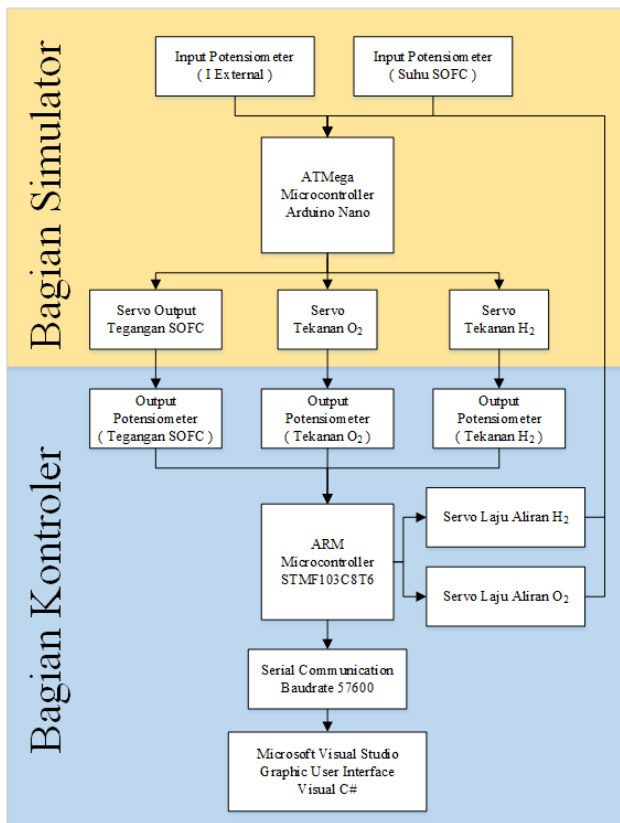 Bagian Simulator
Input Potensiometer
( I External )
Input Potensiometer
( Suhu SOFC )
ATMega
Microcontroller
Arduino Nano
Servo Output
Tegangan SOFC
Servo
Tekanan O₂
Servo
Tekanan H₂
Bagian Kontroler
Output
Potensiometer
( Tegangan SOFC )
Output
Potensiometer
( Tekanan O₂ )
Output
Potensiometer
( Tekanan H₂ )
ARM
Microcontroller
STMF103C8T6
Servo Laju Aliran H₂
Servo Laju Aliran O₂
Serial Communication
Baudrate 57600
Microsoft Visual Studio
Graphic User Interface
Visual C#